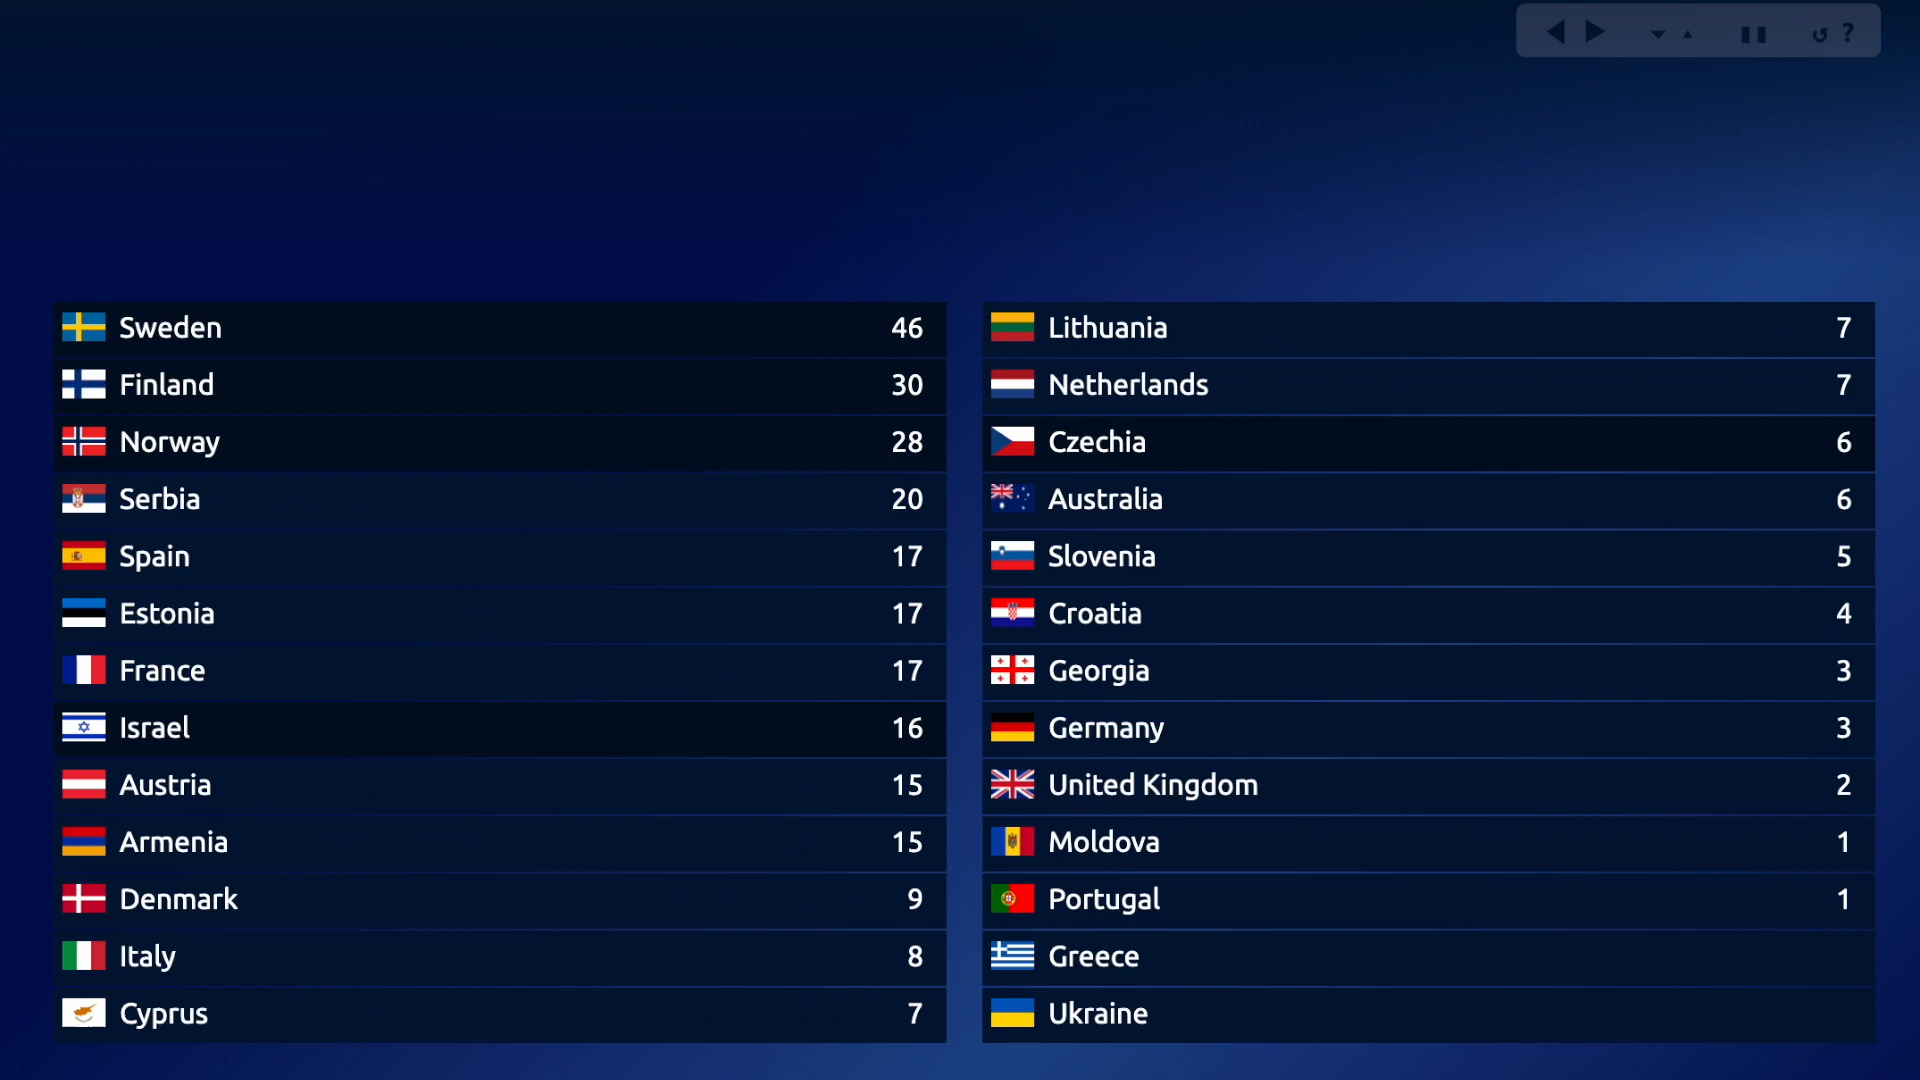 ?
Sweden 46
Finland 30
Norway 28
Serbia 20
Spain 17
Estonia 17
France 17
Israel 16
Austria 15
Armenia 15
Denmark 9
Italy 8
Cyprus 7
Lithuania 7
Netherlands 7
Czechia 6
Australia 6
Slovenia 5
Croatia 4
Georgia 3
Germany 3
United Kingdom 2
Moldova 1
Portugal 1
Greece
Ukraine